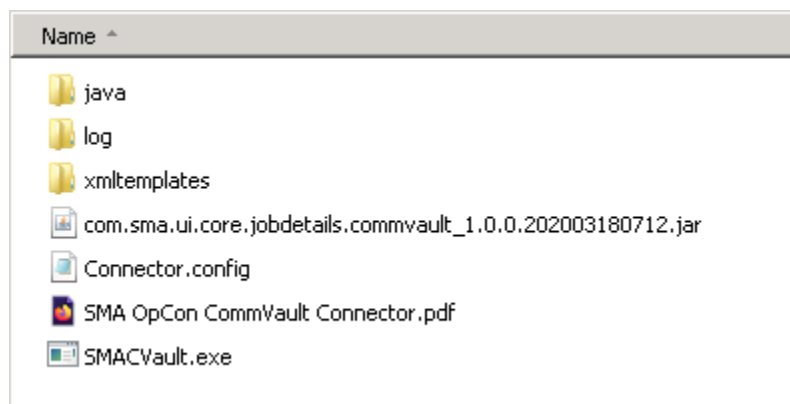 Name
java
log
xmltemplates
com.sma.ui.core.jobdetails.commvault_1.0.0.202003180712.jar
Connector.config
SMA OpCon CommVault Connector.pdf
SMACVault.exe